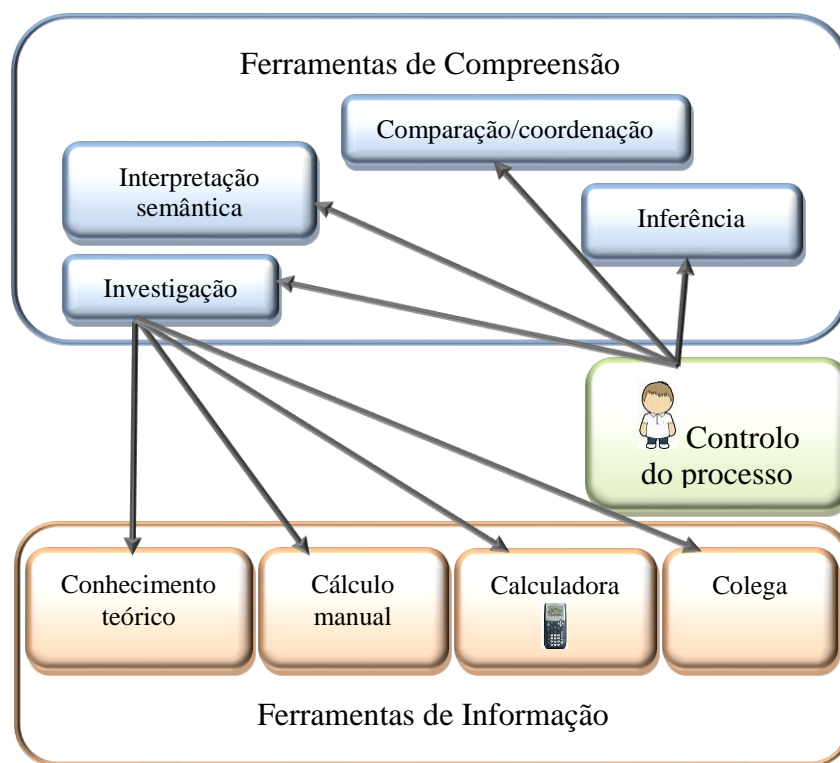 Ferramentas de Compreensão
Comparação/coordenação
Interpretação
semântica
Inferência
Investigação
Controlo
do processo
Conhecimento
teórico
Cálculo
manual
Calculadora
Colega
Ferramentas de Informação